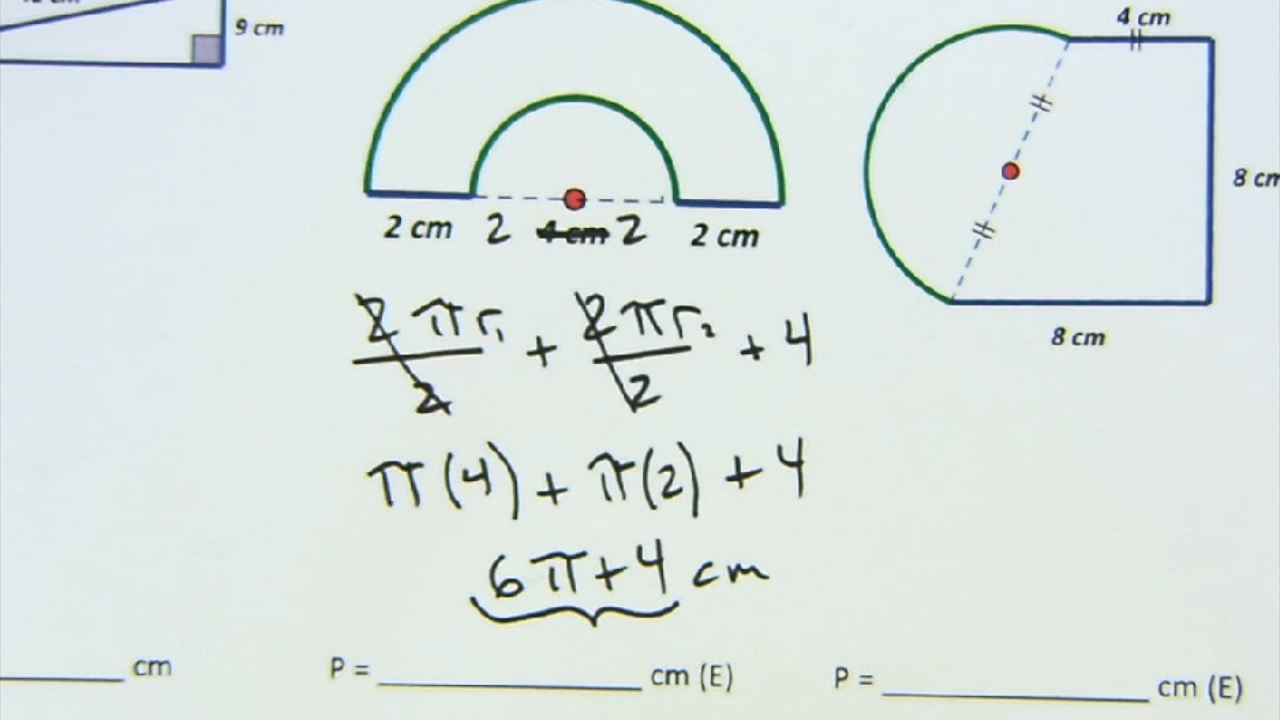 9 cm
4 cm
8 cm
2 cm 2 4 cm 2 2 cm
8 cm
2πr₁/2 + 2πr₂/2 + 4
π(4) + π(2) + 4
6π+4 cm
cm P = cm (E) P = cm (E)